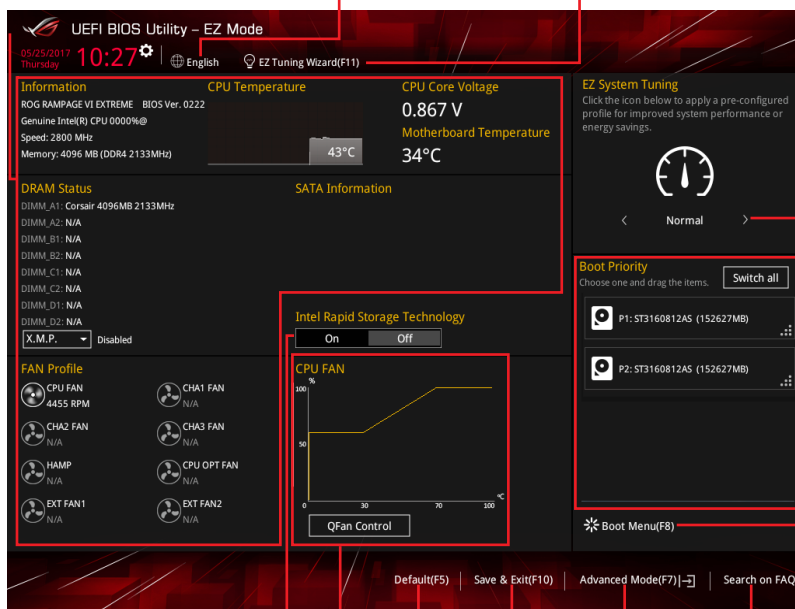 UEFI BIOS Utility – EZ Mode
05/25/2017
Thursday
10:27
English
EZ Tuning Wizard(F11)
Information
ROG RAMPAGE VI EXTREME BIOS Ver. 0222
Genuine Intel(R) CPU 0000%@
Speed: 2800 MHz
Memory: 4096 MB (DDR4 2133MHz)
CPU Temperature
43°C
CPU Core Voltage
0.867 V
Motherboard Temperature
34°C
EZ System Tuning
Click the icon below to apply a pre-configured
profile for improved system performance or
energy savings.
Normal
DRAM Status
DIMM_A1: Corsair 4096MB 2133MHz
DIMM_A2: N/A
DIMM_B1: N/A
DIMM_B2: N/A
DIMM_C1: N/A
DIMM_C2: N/A
DIMM_D1: N/A
DIMM_D2: N/A
X.M.P.
Disabled
SATA Information
Intel Rapid Storage Technology
On
Off
Boot Priority
Choose one and drag the items.
Switch all
P1: ST3160812AS (152627MB)
P2: ST3160812AS (152627MB)
FAN Profile
CPU FAN
4455 RPM
CHA1 FAN
N/A
CHA2 FAN
N/A
CHA3 FAN
N/A
HAMP
N/A
CPU OPT FAN
N/A
EXT FAN1
N/A
EXT FAN2
N/A
CPU FAN
%
100
50
0
30
70
100
°C
QFan Control
Boot Menu(F8)
Default(F5)
Save & Exit(F10)
Advanced Mode(F7)
Search on FAQ